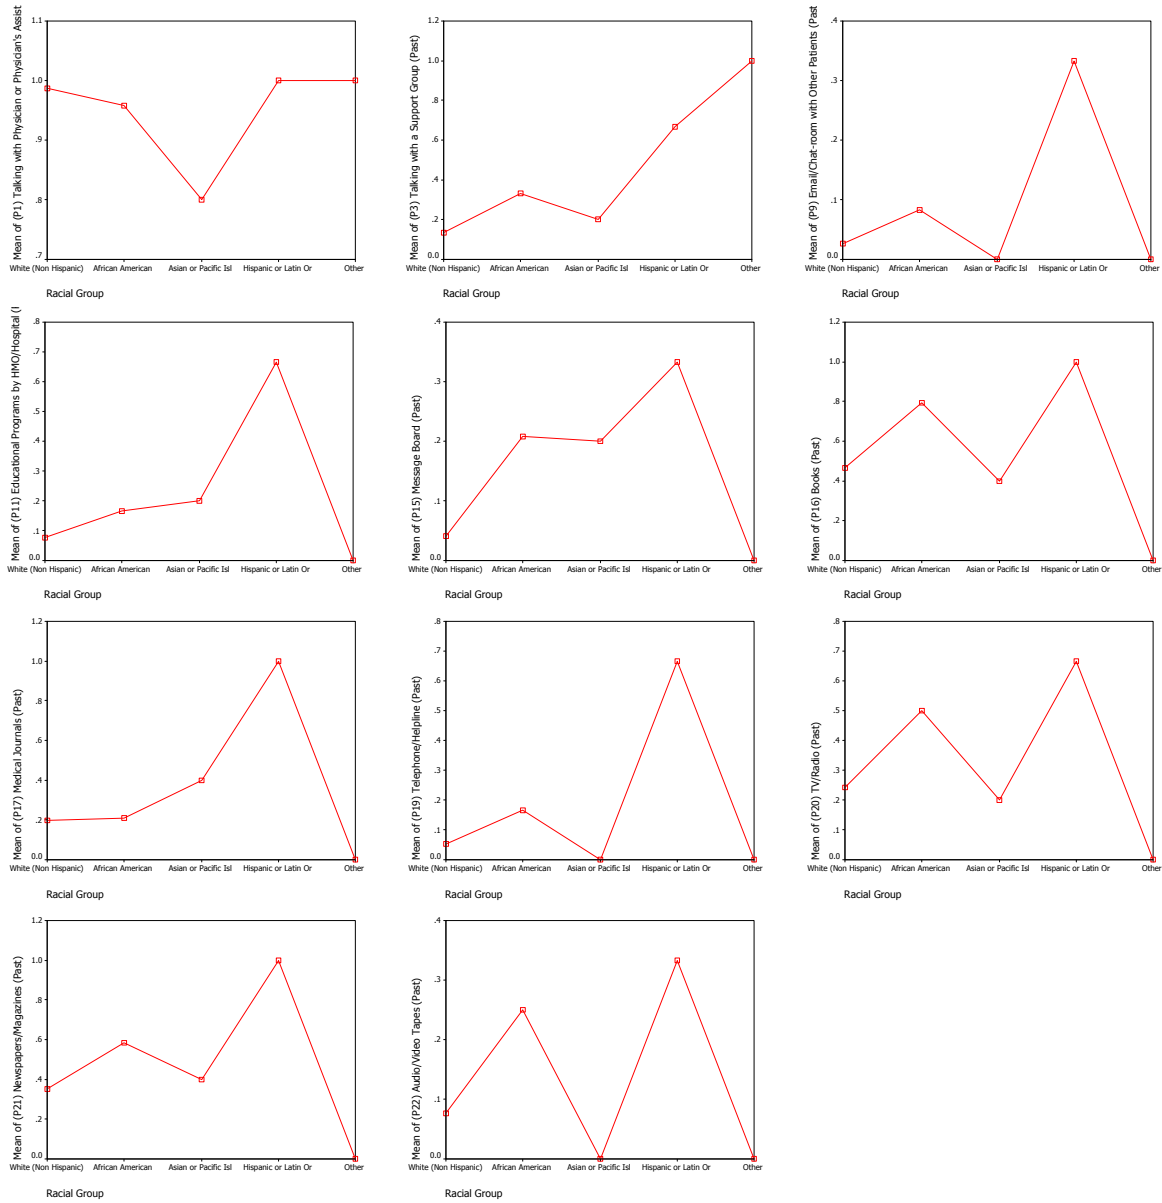 Mean of (P1) Talking with Physician or Physician's Assist
1.1
1.0
.9
.8
.7
White (Non Hispanic) African American Asian or Pacific Isl Hispanic or Latin Or Other
Racial Group
Mean of (P3) Talking with a Support Group (Past)
1.2
1.0
.8
.6
.4
.2
0.0
White (Non Hispanic) African American Asian or Pacific Isl Hispanic or Latin Or Other
Racial Group
Mean of (P9) Email/Chat-room with Other Patients (Past
.4
.3
.2
.1
0.0
White (Non Hispanic) African American Asian or Pacific Isl Hispanic or Latin Or Other
Racial Group
Mean of (P11) Educational Programs by HMO/Hospital (
.8
.7
.6
.5
.4
.3
.2
.1
0.0
White (Non Hispanic) African American Asian or Pacific Isl Hispanic or Latin Or Other
Racial Group
Mean of (P15) Message Board (Past)
.4
.3
.2
.1
0.0
White (Non Hispanic) African American Asian or Pacific Isl Hispanic or Latin Or Other
Racial Group
Mean of (P16) Books (Past)
1.2
1.0
.8
.6
.4
.2
0.0
White (Non Hispanic) African American Asian or Pacific Isl Hispanic or Latin Or Other
Racial Group
Mean of (P17) Medical Journals (Past)
1.2
1.0
.8
.6
.4
.2
0.0
White (Non Hispanic) African American Asian or Pacific Isl Hispanic or Latin Or Other
Racial Group
Mean of (P19) Telephone/Helpline (Past)
.8
.7
.6
.5
.4
.3
.2
.1
0.0
White (Non Hispanic) African American Asian or Pacific Isl Hispanic or Latin Or Other
Racial Group
Mean of (P20) TV/Radio (Past)
.8
.7
.6
.5
.4
.3
.2
.1
0.0
White (Non Hispanic) African American Asian or Pacific Isl Hispanic or Latin Or Other
Racial Group
Mean of (P21) Newspapers/Magazines (Past)
1.2
1.0
.8
.6
.4
.2
0.0
White (Non Hispanic) African American Asian or Pacific Isl Hispanic or Latin Or Other
Racial Group
Mean of (P22) Audio/Video Tapes (Past)
.4
.3
.2
.1
0.0
White (Non Hispanic) African American Asian or Pacific Isl Hispanic or Latin Or Other
Racial Group